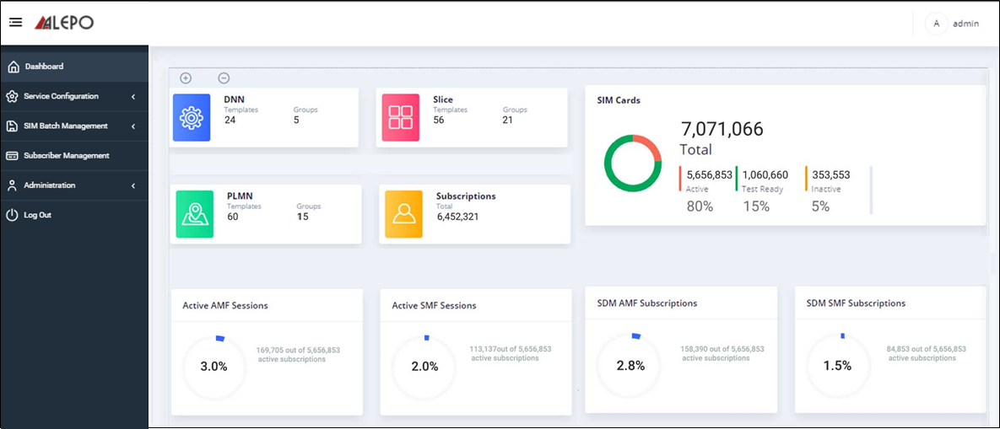 ALEPO
A admin
Dashboard
Service Configuration
SIM Batch Management
Subscriber Management
Administration
Log Out
DNN
Templates Groups
24 5
Slice
Templates Groups
56 21
PLMN
Templates Groups
60 15
Subscriptions
Total
6,452,321
SIM Cards
7,071,066
Total
5,656,853 1,060,660 353,553
Active Test Ready Inactive
80% 15% 5%
Active AMF Sessions
3.0%
169,705 out of 5,656,853
active subscriptions
Active SMF Sessions
2.0%
113,137out of 5,656,853
active subscriptions
SDM AMF Subscriptions
2.8%
158,390 out of 5,656,853
active subscriptions
SDM SMF Subscriptions
1.5%
84,853 out of 5,656,853
active subscriptions